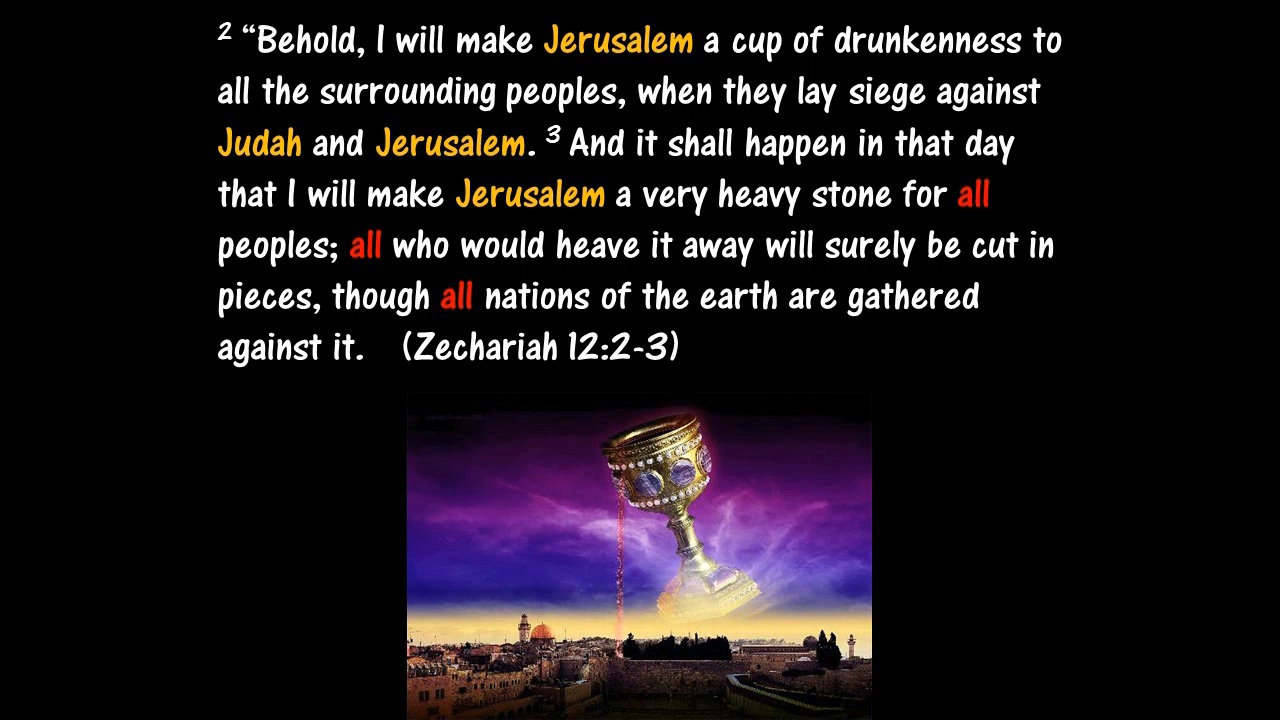 2 “Behold, I will make Jerusalem a cup of drunkenness to
all the surrounding peoples, when they lay siege against
Judah and Jerusalem. 3 And it shall happen in that day
that I will make Jerusalem a very heavy stone for all
peoples; all who would heave it away will surely be cut in
pieces, though all nations of the earth are gathered
against it. (Zechariah 12:2-3)